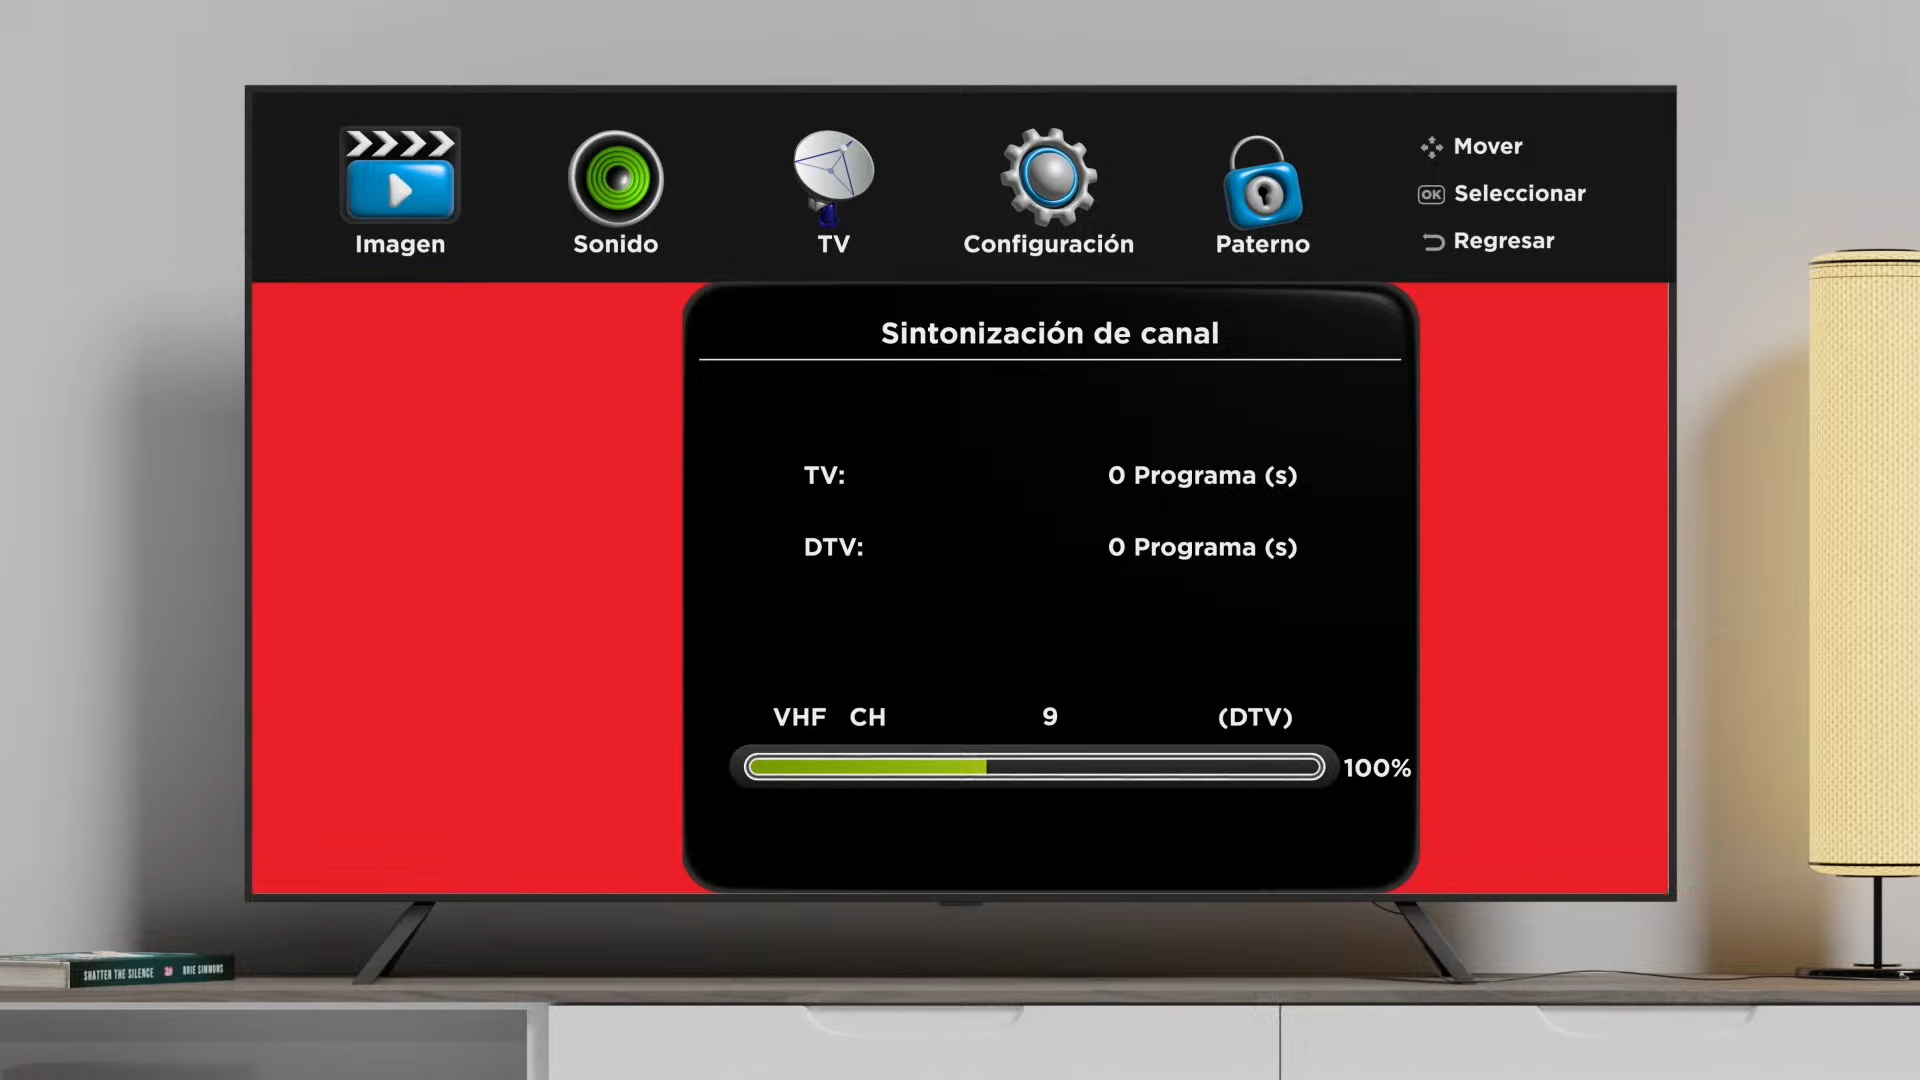 Imagen
Sonido
TV
Configuración
Paterno
Mover
OK Seleccionar
Regresar
Sintonización de canal
TV: 0 Programa (s)
DTV: 0 Programa (s)
VHF CH 9 (DTV)
100%
SHATTER THE SILENCE BRIE SIMMONS